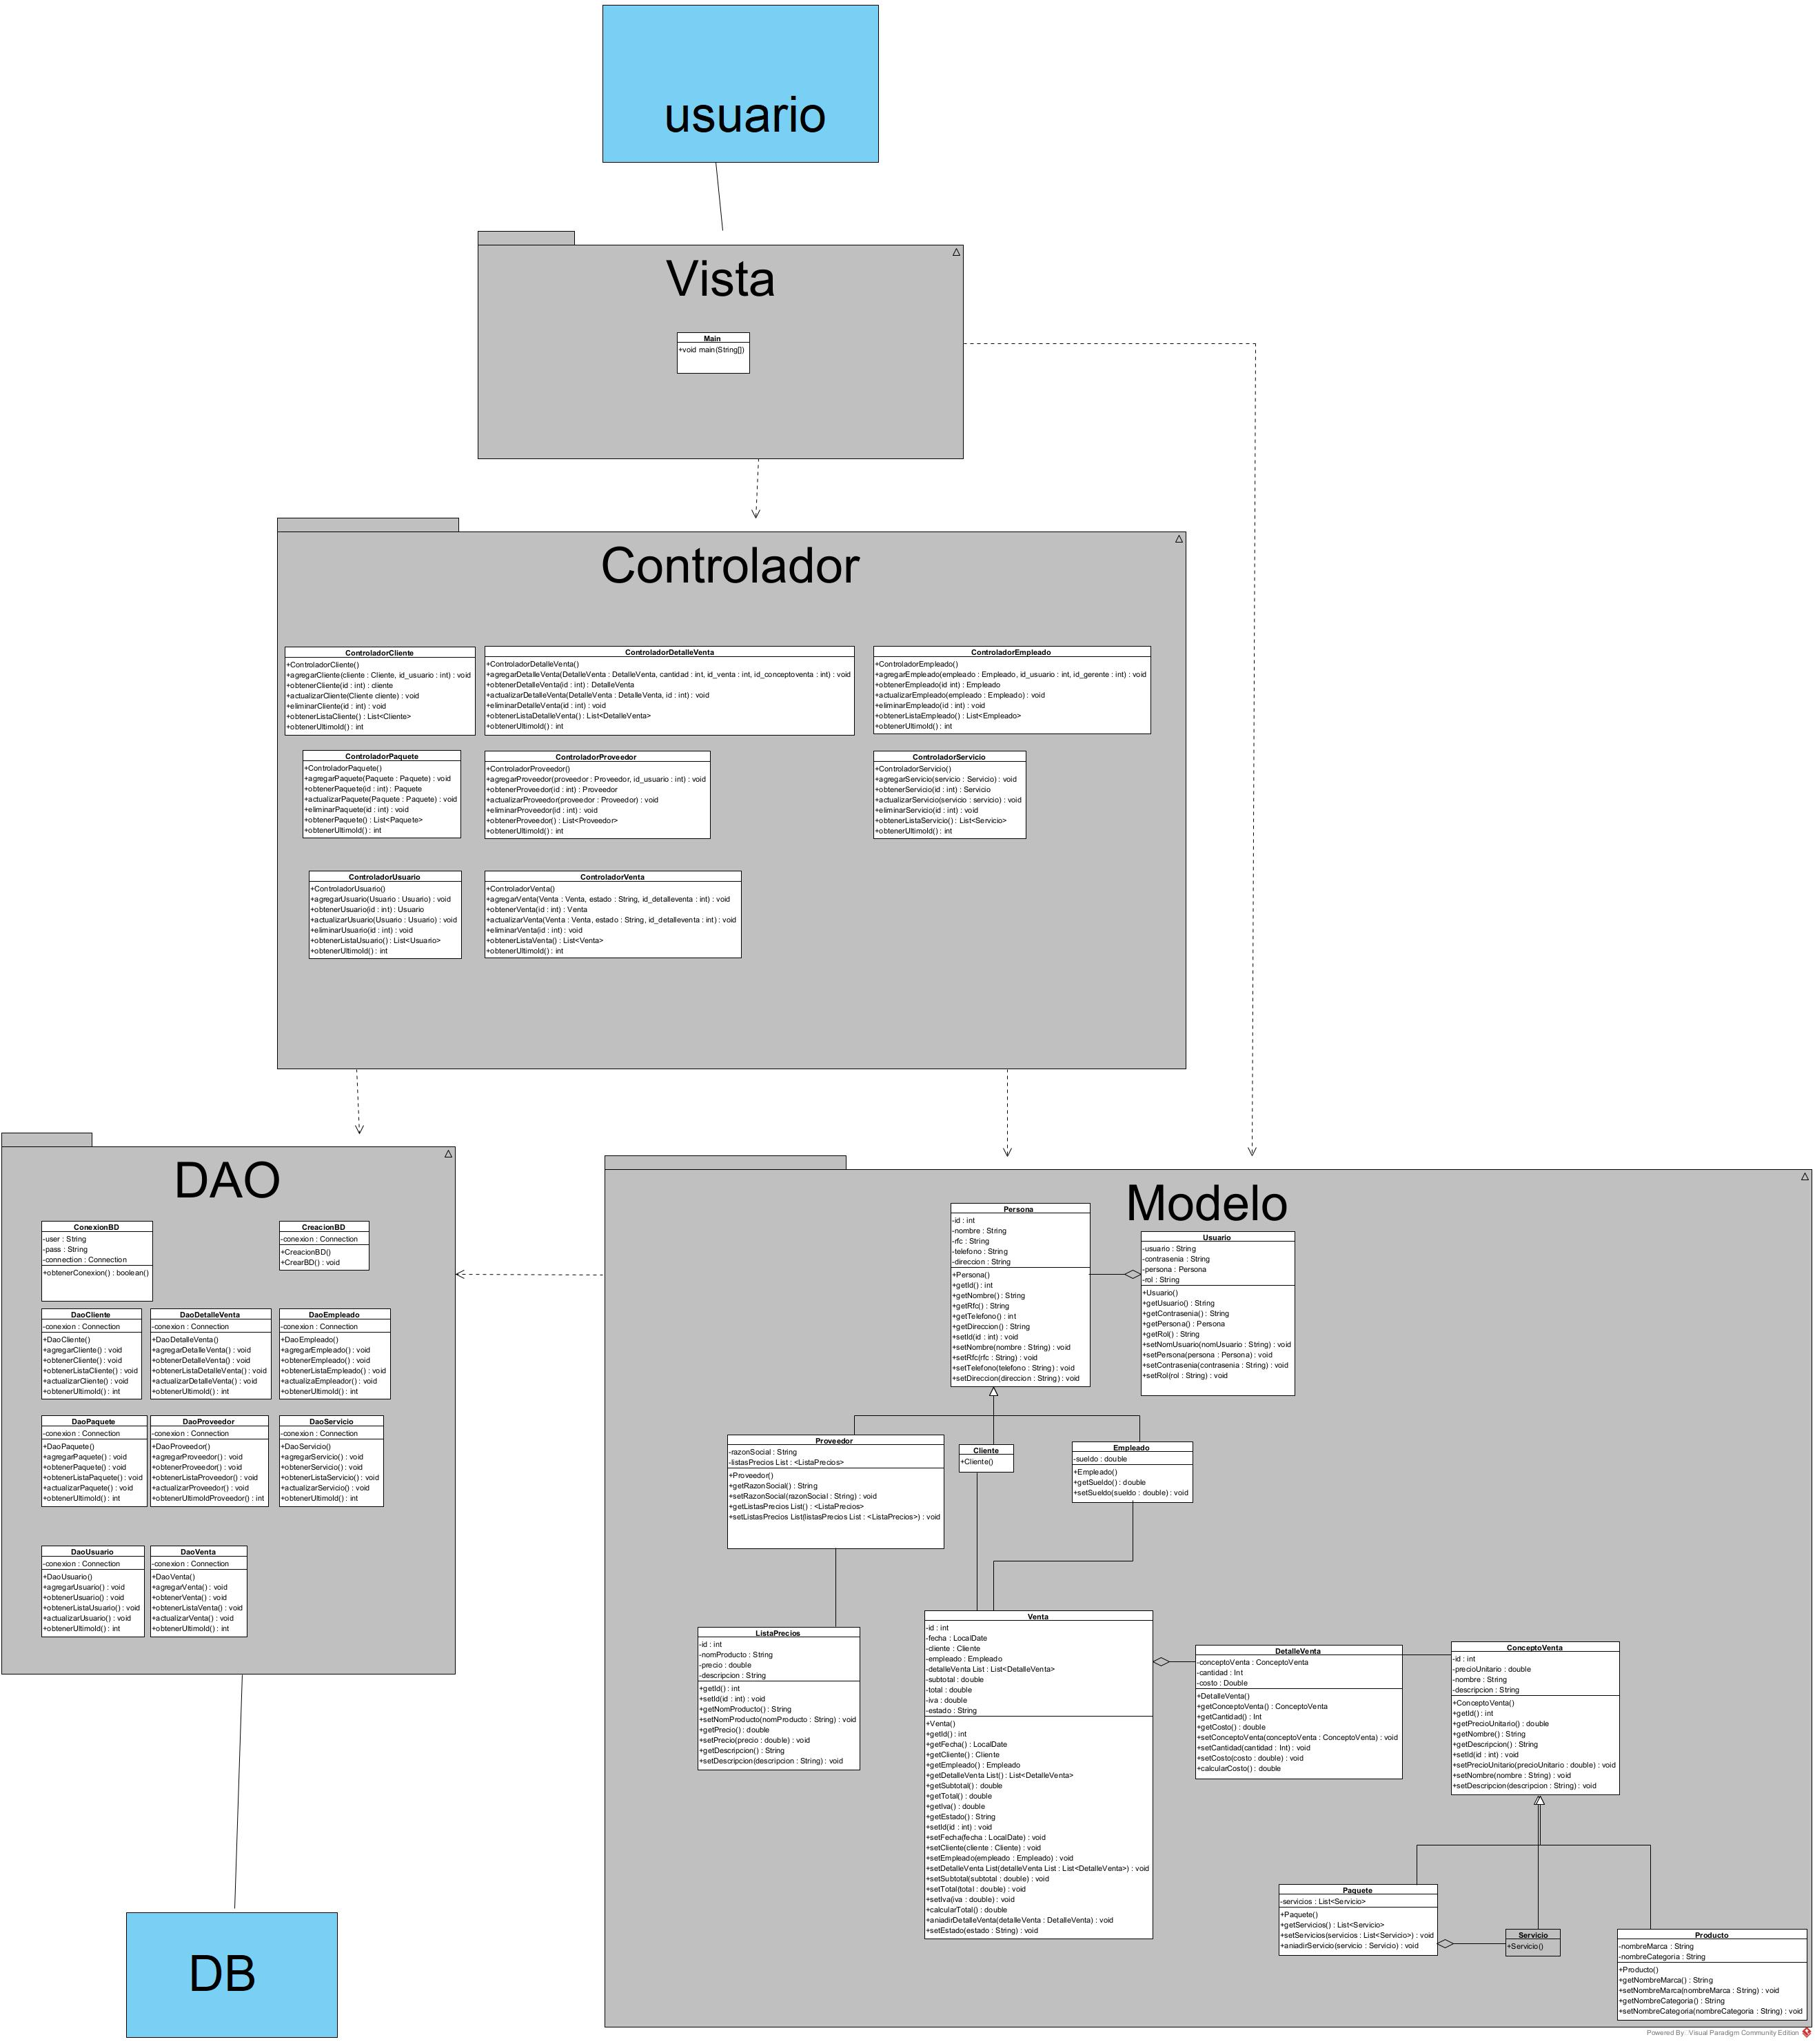 usuario
Vista
Main
+void main(String[])
Controlador
ControladorCliente
+ControladorCliente()
+agregarCliente(cliente : Cliente, id_usuario : int) : void
+obtenerCliente(id : int) : cliente
+actualizarCliente(Cliente cliente) : void
+eliminarCliente(id : int) : void
+obtenerListaCliente() : List<Cliente>
+obtenerUltimoId() : int
ControladorDetalleVenta
+ControladorDetalleVenta()
+agregarDetalleVenta(DetalleVenta : DetalleVenta, cantidad : int, id_venta : int, id_conceptoventa : int) : void
+obtenerDetalleVenta(id : int) : DetalleVenta
+actualizarDetalleVenta(DetalleVenta : DetalleVenta, id : int) : void
+eliminarDetalleVenta(id : int) : void
+obtenerListaDetalleVenta() : List<DetalleVenta>
+obtenerUltimoId() : int
ControladorEmpleado
+ControladorEmpleado()
+agregarEmpleado(empleado : Empleado, id_usuario : int, id_gerente : int) : void
+obtenerEmpleado(id int) : Empleado
+actualizarEmpleado(empleado : Empleado) : void
+eliminarEmpleado(id : int) : void
+obtenerListaEmpleado() : List<Empleado>
+obtenerUltimoId() : int
ControladorPaquete
+ControladorPaquete()
+agregarPaquete(Paquete : Paquete) : void
+obtenerPaquete(id : int) : Paquete
+actualizarPaquete(Paquete : Paquete) : void
+eliminarPaquete(id : int) : void
+obtenerPaquete() : List<Paquete>
+obtenerUltimoId() : int
ControladorProveedor
+ControladorProveedor()
+agregarProveedor(proveedor : Proveedor, id_usuario : int) : void
+obtenerProveedor(id : int) : Proveedor
+actualizarProveedor(proveedor : Proveedor) : void
+eliminarProveedor(id : int) : void
+obtenerProveedor() : List<Proveedor>
+obtenerUltimoId() : int
ControladorServicio
+ControladorServicio()
+agregarServicio(servicio : Servicio) : void
+obtenerServicio(id : int) : Servicio
+actualizarServicio(servicio : servicio) : void
+eliminarServicio(id : int) : void
+obtenerListaServicio() : List<Servicio>
+obtenerUltimoId() : int
ControladorUsuario
+ControladorUsuario()
+agregarUsuario(Usuario : Usuario) : void
+obtenerUsuario(id : int) : Usuario
+actualizarUsuario(Usuario : Usuario) : void
+eliminarUsuario(id : int) : void
+obtenerListaUsuario() : List<Usuario>
+obtenerUltimoId() : int
ControladorVenta
+ControladorVenta()
+agregarVenta(Venta : Venta, estado : String, id_detalleventa : int) : void
+obtenerVenta(id : int) : Venta
+actualizarVenta(Venta : Venta, estado : String, id_detalleventa : int) : void
+eliminarVenta(id : int) : void
+obtenerListaVenta() : List<Venta>
+obtenerUltimoId() : int
DAO
ConexionBD
-user : String
-pass : String
-connection : Connection
+obtenerConexion() : boolean()
CreacionBD
-conexion : Connection
+CreacionBD()
+CrearBD() : void
DaoCliente
-conexion : Connection
+DaoCliente()
+agregarCliente() : void
+obtenerCliente() : void
+obtenerListaCliente() : void
+actualizarCliente() : void
+obtenerUltimoId() : int
DaoDetalleVenta
-conexion : Connection
+DaoDetalleVenta()
+agregarDetalleVenta() : void
+obtenerDetalleVenta() : void
+obtenerListaDetalleVenta() : void
+actualizarDetalleVenta() : void
+obtenerUltimoId() : int
DaoEmpleado
-conexion : Connection
+DaoEmpleado()
+agregarEmpleado() : void
+obtenerEmpleado() : void
+obtenerListaEmpleado() : void
+actualizaEmpleador() : void
+obtenerUltimoId() : int
DaoPaquete
-conexion : Connection
+DaoPaquete()
+agregarPaquete() : void
+obtenerPaquete() : void
+obtenerListaPaquete() : void
+actualizarPaquete() : void
+obtenerUltimoId() : int
DaoProveedor
-conexion : Connection
+DaoProveedor()
+agregarProveedor() : void
+obtenerProveedor() : void
+obtenerListaProveedor() : void
+actualizarProveedor() : void
+obtenerUltimoIdProveedor() : int
DaoServicio
-conexion : Connection
+DaoServicio()
+agregarServicio() : void
+obtenerServicio() : void
+obtenerListaServicio() : void
+actualizarServicio() : void
+obtenerUltimoId() : int
DaoUsuario
-conexion : Connection
+DaoUsuario()
+agregarUsuario() : void
+obtenerUsuario() : void
+obtenerListaUsuario() : void
+actualizarUsuario() : void
+obtenerUltimoId() : int
DaoVenta
-conexion : Connection
+DaoVenta()
+agregarVenta() : void
+obtenerVenta() : void
+obtenerListaVenta() : void
+actualizarVenta() : void
+obtenerUltimoId() : int
DB
Modelo
Persona
-id : int
-nombre : String
-rfc : String
-telefono : String
-direccion : String
+Persona()
+getId() : int
+getNombre() : String
+getRfc() : String
+getTelefono() : int
+getDireccion() : String
+setId(id : int) : void
+setNombre(nombre : String) : void
+setRfc(rfc : String) : void
+setTelefono(telefono : String) : void
+setDireccion(direccion : String) : void
Usuario
-usuario : String
-contrasenia : String
-persona : Persona
-rol : String
+Usuario()
+getUsuario() : String
+getContrasenia() : String
+getPersona() : Persona
+getRol() : String
+setNomUsuario(nomUsuario : String) : void
+setPersona(persona : Persona) : void
+setContrasenia(contrasenia : String) : void
+setRol(rol : String) : void
Proveedor
-razonSocial : String
-listasPrecios List : <ListaPrecios>
+Proveedor()
+getRazonSocial() : String
+setRazonSocial(razonSocial : String) : void
+getListasPrecios List() : <ListaPrecios>
+setListasPrecios List(listasPrecios List : <ListaPrecios>) : void
Cliente
+Cliente()
Empleado
-sueldo : double
+Empleado()
+getSueldo() : double
+setSueldo(sueldo : double) : void
ListaPrecios
-id : int
-nomProducto : String
-precio : double
-descripcion : String
+getId() : int
+setId(id : int) : void
+getNomProducto() : String
+setNomProducto(nomProducto : String) : void
+getPrecio() : double
+setPrecio(precio : double) : void
+getDescripcion() : String
+setDescripcion(descripcion : String) : void
Venta
-id : int
-fecha : LocalDate
-cliente : Cliente
-empleado : Empleado
-detalleVenta List : List<DetalleVenta>
-subtotal : double
-total : double
-iva : double
-estado : String
+Venta()
+getId() : int
+getFecha() : LocalDate
+getCliente() : Cliente
+getEmpleado() : Empleado
+getDetalleVenta List() : List<DetalleVenta>
+getSubtotal() : double
+getTotal() : double
+getIva() : double
+getEstado() : String
+setId(id : int) : void
+setFecha(fecha : LocalDate) : void
+setCliente(cliente : Cliente) : void
+setEmpleado(empleado : Empleado) : void
+setDetalleVenta List(detalleVenta List : List<DetalleVenta>) : void
+setSubtotal(subtotal : double) : void
+setTotal(total : double) : void
+setIva(iva : double) : void
+calcularTotal() : double
+aniadirDetalleVenta(detalleVenta : DetalleVenta) : void
+setEstado(estado : String) : void
DetalleVenta
-conceptoVenta : ConceptoVenta
-cantidad : Int
-costo : Double
+DetalleVenta()
+getConceptoVenta() : ConceptoVenta
+getCantidad() : Int
+getCosto() : double
+setConceptoVenta(conceptoVenta : ConceptoVenta) : void
+setCantidad(cantidad : Int) : void
+setCosto(costo : double) : void
+calcularCosto() : double
ConceptoVenta
-id : int
-precioUnitario : double
-nombre : String
-descripcion : String
+ConceptoVenta()
+getId() : int
+getPrecioUnitario() : double
+getNombre() : String
+getDescripcion() : String
+setId(id : int) : void
+setPrecioUnitario(precioUnitario : double) : void
+setNombre(nombre : String) : void
+setDescripcion(descripcion : String) : void
Paquete
-servicios : List<Servicio>
+Paquete()
+getServicios() : List<Servicio>
+setServicios(servicios : List<Servicio>) : void
+aniadirServicio(servicio : Servicio) : void
Servicio
+Servicio()
Producto
-nombreMarca : String
-nombreCategoria : String
+Producto()
+getNombreMarca() : String
+setNombreMarca(nombreMarca : String) : void
+getNombreCategoria() : String
+setNombreCategoria(nombreCategoria : String) : void
Powered By Visual Paradigm Community Edition